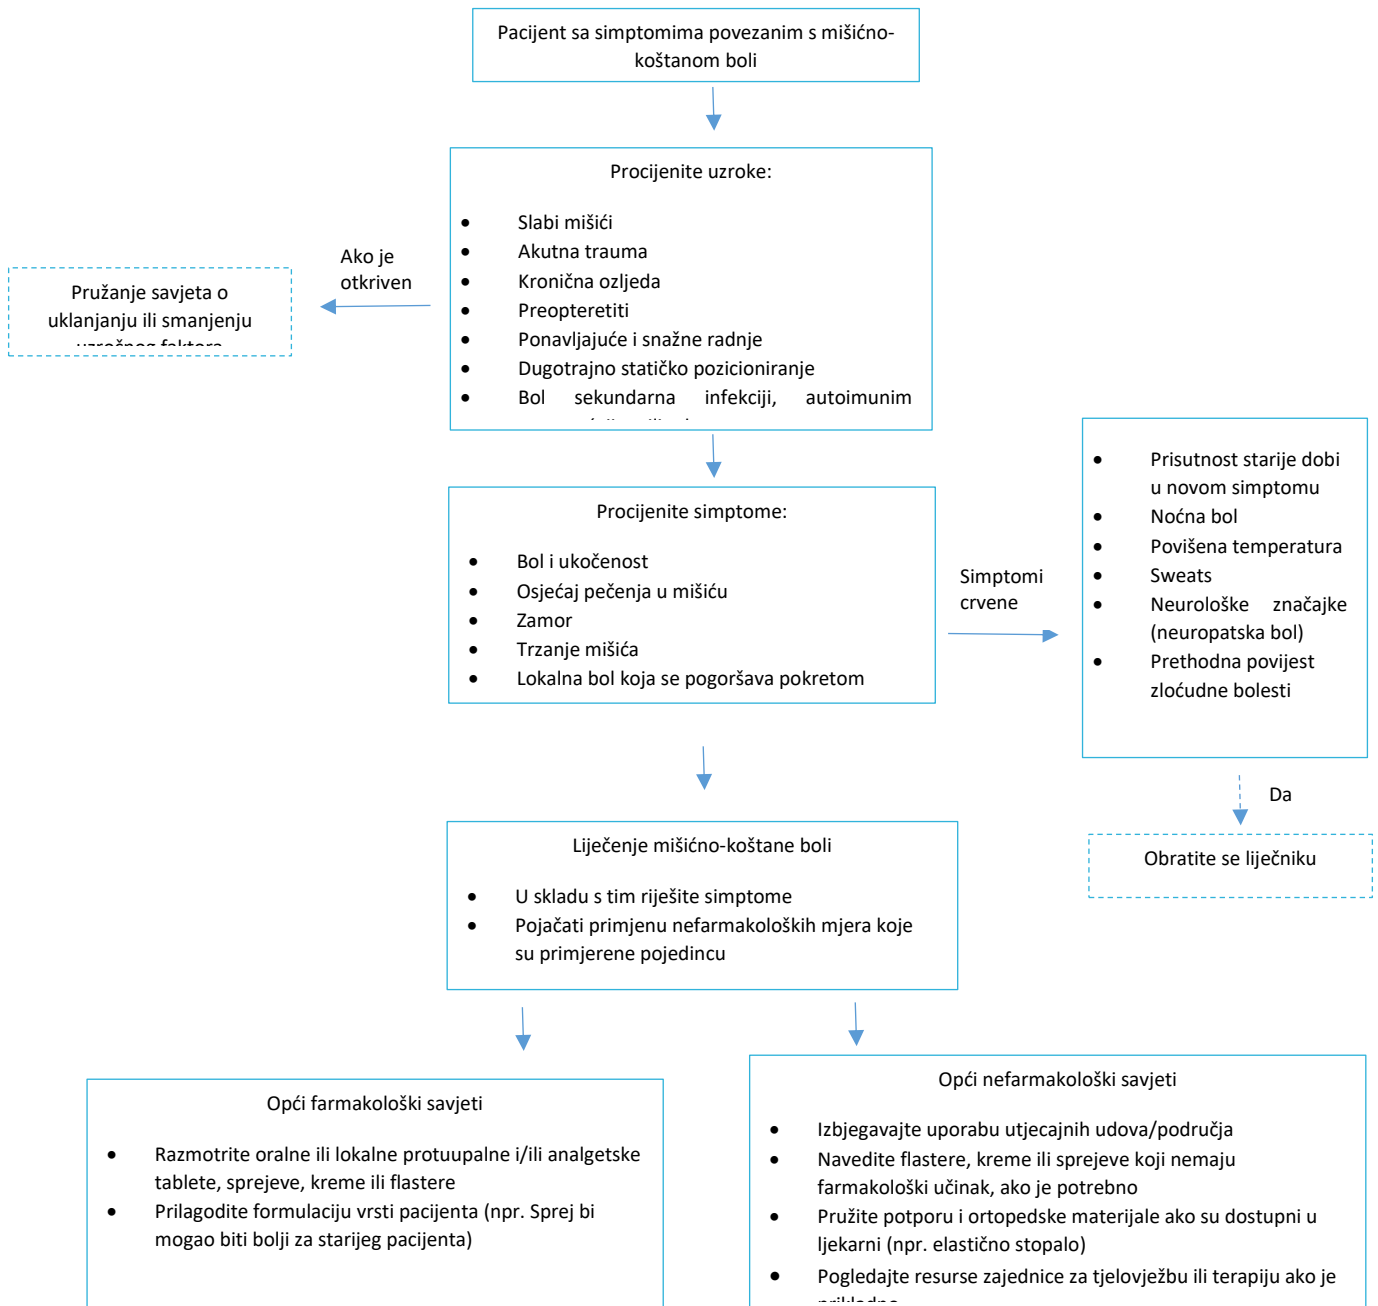 Pacijent sa simptomima povezanim s mišićno-
koštanom boli
Procijenite uzroke:
• Slabi mišići
• Akutna trauma
• Kronična ozljeda
• Preopteretiti
• Ponavljajuće i snažne radnje
• Dugotrajno statičko pozicioniranje
• Bol sekundarna infekciji, autoimunim
Ako je
otkriven
Pružanje savjeta o
uklanjanju ili smanjenju
uzročnog faktora
Procijenite simptome:
• Bol i ukočenost
• Osjećaj pečenja u mišiću
• Zamor
• Trzanje mišića
• Lokalna bol koja se pogoršava pokretom
Simptomi
crvene
• Prisutnost starije dobi
u novom simptomu
• Noćna bol
• Povišena temperatura
• Sweats
• Neurološke značajke
(neuropatska bol)
• Prethodna povijest
zloćudne bolesti
Da
Obratite se liječniku
Liječenje mišićno-koštane boli
• U skladu s tim riješite simptome
• Pojačati primjenu nefarmakoloških mjera koje
su primjerene pojedincu
Opći farmakološki savjeti
• Razmotrite oralne ili lokalne protuupalne i/ili analgetske
tablete, sprejeve, kreme ili flastere
• Prilagodite formulaciju vrsti pacijenta (npr. Sprej bi
mogao biti bolji za starijeg pacijenta)
Opći nefarmakološki savjeti
• Izbjegavajte uporabu utjecajnih udova/područja
• Navedite flastere, kreme ili sprejeve koji nemaju
farmakološki učinak, ako je potrebno
• Pružite potporu i ortopedske materijale ako su dostupni u
ljekarni (npr. elastično stopalo)
• Pogledajte resurse zajednice za tjelovježbu ili terapiju ako je